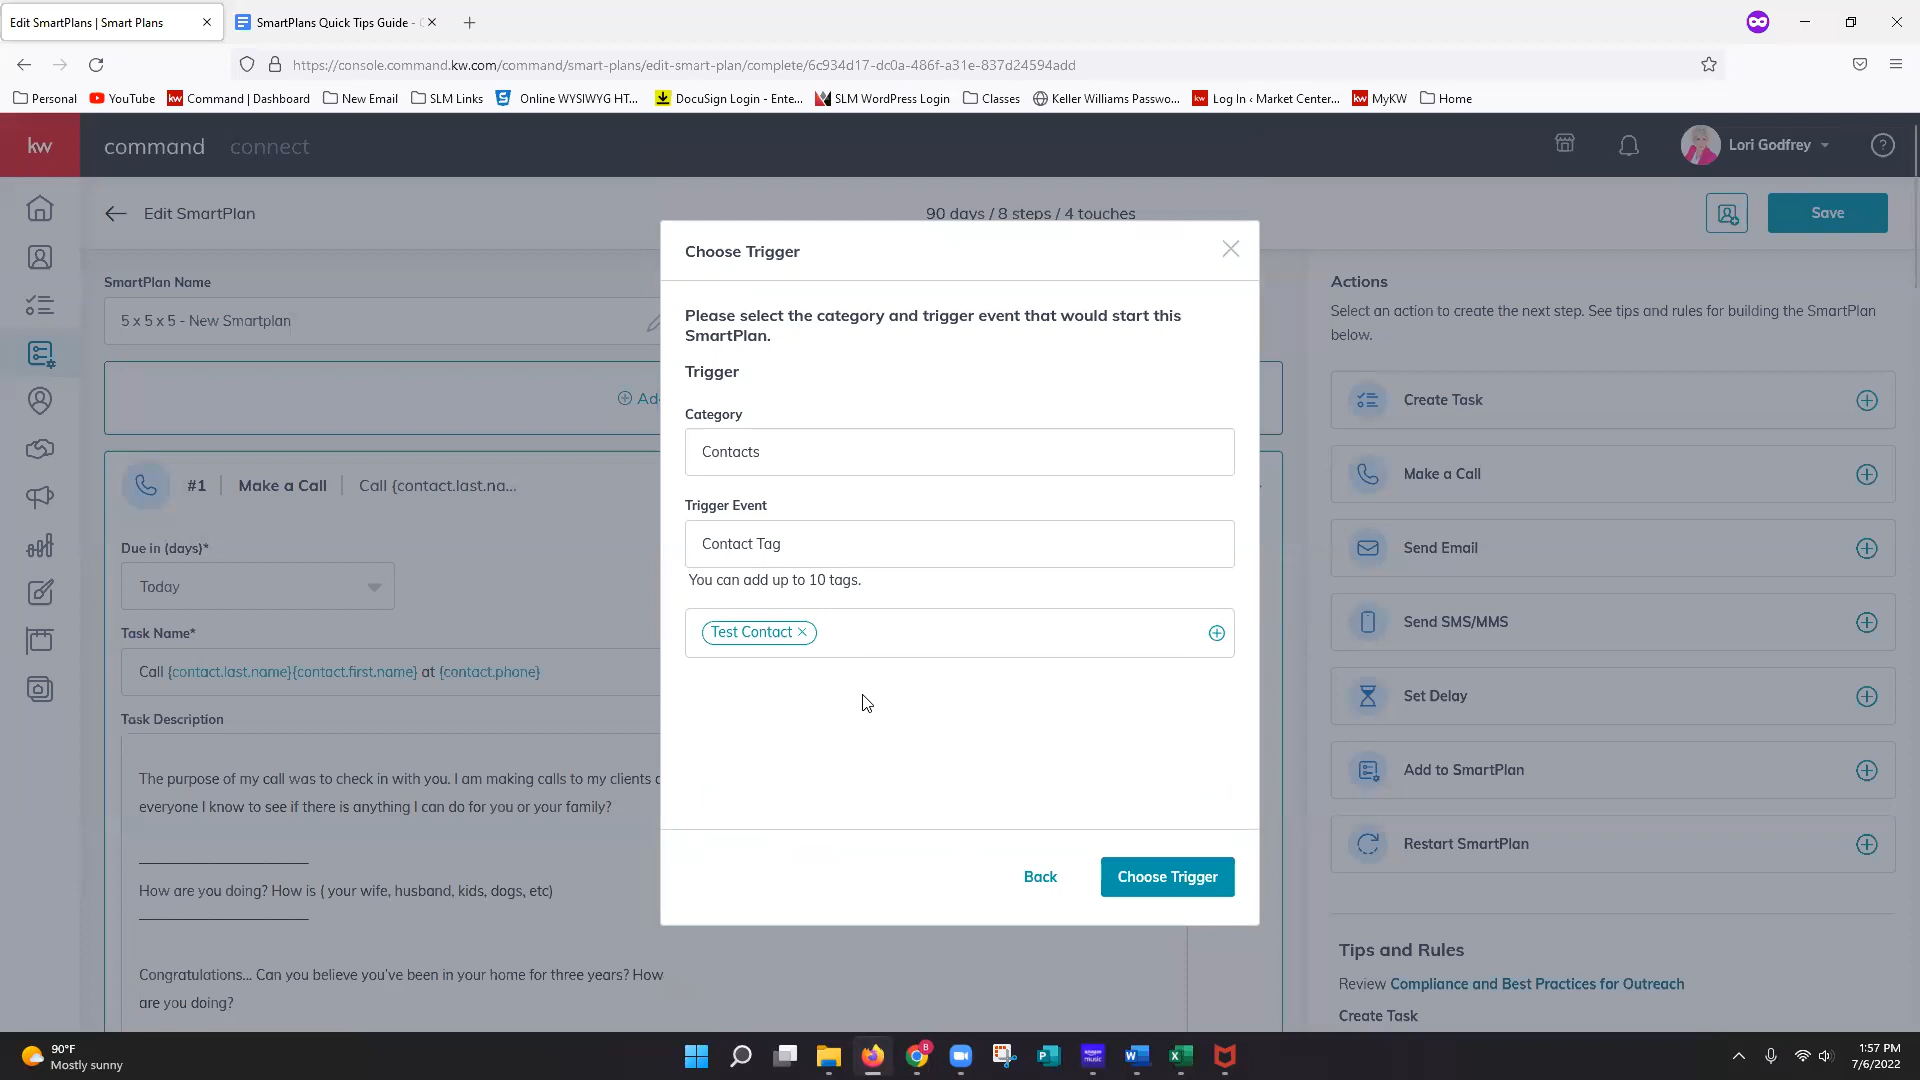 Edit SmartPlans | Smart Plans
SmartPlans Quick Tips Guide -
https://console.command.kw.com/command/smart-plans/edit-smart-plan/complete/6c934d17-dc0a-486f-a31e-837d24594add
Personal YouTube kw Command | Dashboard New Email SLM Links Online WYSIWYG HT... DocuSign Login - Ente... SLM WordPress Login Classes Keller Williams Passwo... kw Log In ‹ Market Center... kw MyKW Home
kw command connect Lori Godfrey
Edit SmartPlan 90 days / 8 steps / 4 touches Save
SmartPlan Name
5 x 5 x 5 - New Smartplan
#1 Make a Call Call {contact.last.na...
Due in (days)*
Today
Task Name*
Call {contact.last.name}{contact.first.name} at {contact.phone}
Task Description
The purpose of my call was to check in with you. I am making calls to my clients
everyone I know to see if there is anything I can do for you or your family?
How are you doing? How is ( your wife, husband, kids, dogs, etc)
Congratulations... Can you believe you've been in your home for three years? How
are you doing?
Choose Trigger
Please select the category and trigger event that would start this
SmartPlan.
Trigger
Category
Contacts
Trigger Event
Contact Tag
You can add up to 10 tags.
Test Contact
Back Choose Trigger
Actions
Select an action to create the next step. See tips and rules for building the SmartPlan
below.
Create Task
Make a Call
Send Email
Send SMS/MMS
Set Delay
Add to SmartPlan
Restart SmartPlan
Tips and Rules
Review Compliance and Best Practices for Outreach
Create Task
90°F
Mostly sunny
1:57 PM
7/6/2022